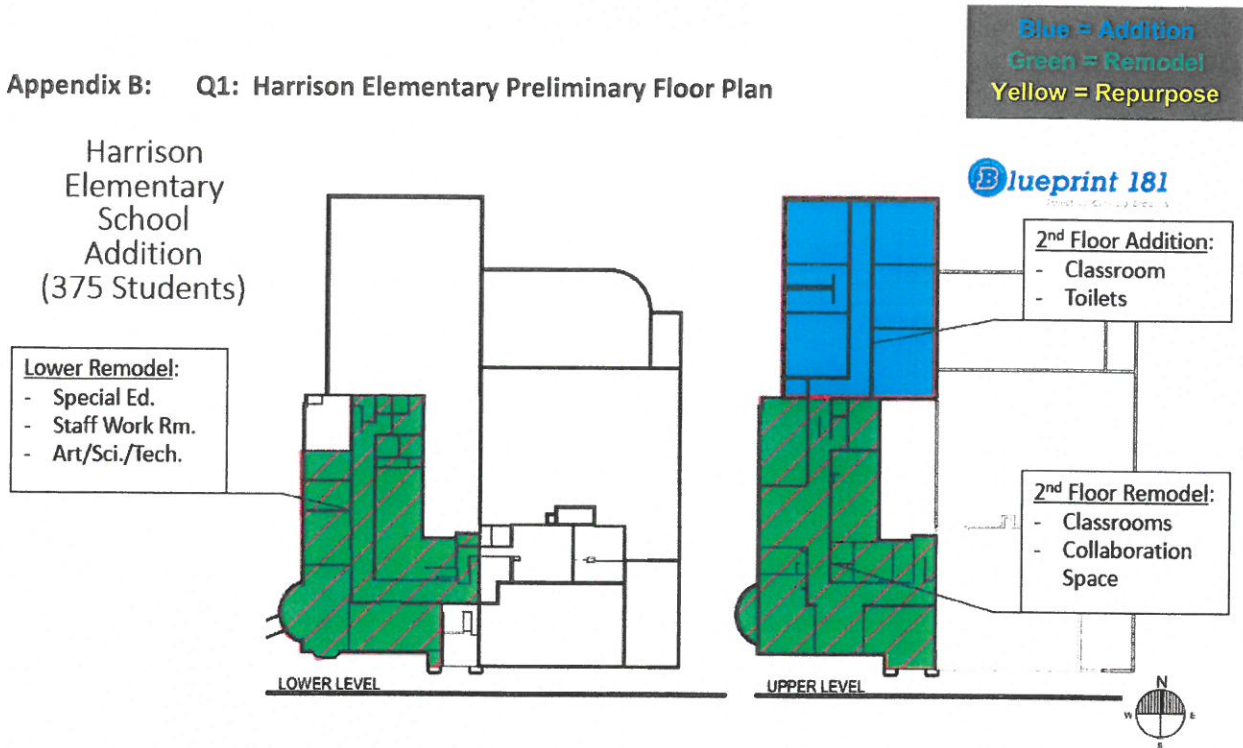 Blue = Addition
Green = Remodel
Yellow = Repurpose
Appendix B: Q1: Harrison Elementary Preliminary Floor Plan
Harrison
Elementary
School
Addition
(375 Students)
Blueprint 181
2nd Floor Addition:
- Classroom
- Toilets
Lower Remodel:
- Special Ed.
- Staff Work Rm.
- Art/Sci./Tech.
2nd Floor Remodel:
- Classrooms
- Collaboration
Space
LOWER LEVEL
UPPER LEVEL
N
W E
S